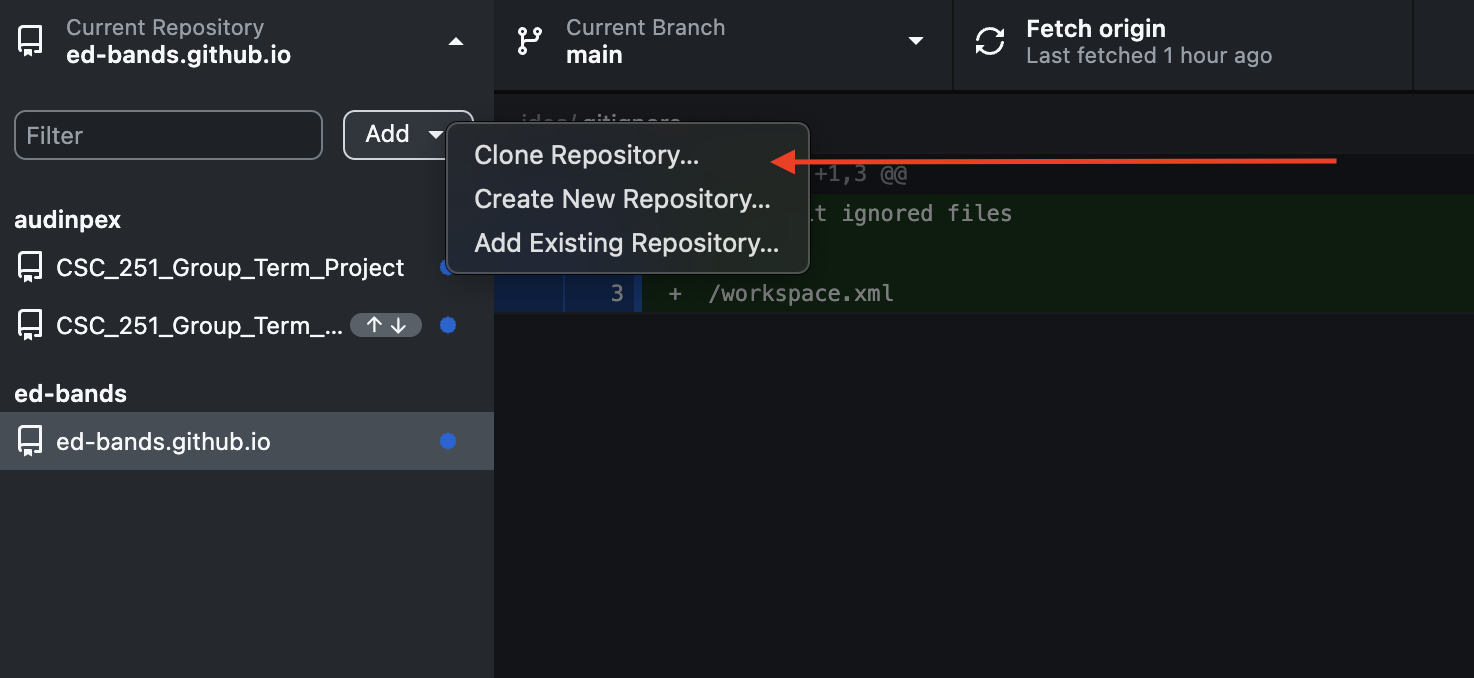 Current Repository
ed-bands.github.io
Current Branch
main
Fetch origin
Last fetched 1 hour ago
Filter
Add
.idea/.gitignore
Clone Repository...
Create New Repository...
Add Existing Repository...
+1,3 @@
ignored files
3 + /workspace.xml
audinpex
CSC_251_Group_Term_Project
CSC_251_Group_Term_...
ed-bands
ed-bands.github.io